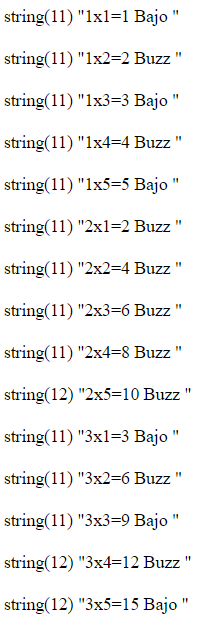 string(11) "1x1=1 Bajo "
string(11) "1x2=2 Buzz "
string(11) "1x3=3 Bajo "
string(11) "1x4=4 Buzz "
string(11) "1x5=5 Bajo "
string(11) "2x1=2 Buzz "
string(11) "2x2=4 Buzz "
string(11) "2x3=6 Buzz "
string(11) "2x4=8 Buzz "
string(12) "2x5=10 Buzz "
string(11) "3x1=3 Bajo "
string(11) "3x2=6 Buzz "
string(11) "3x3=9 Bajo "
string(12) "3x4=12 Buzz "
string(12) "3x5=15 Bajo "